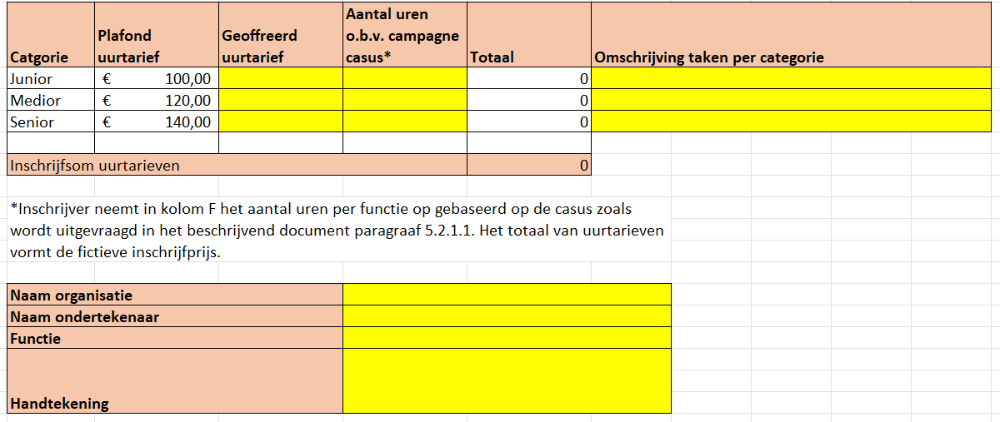 Catgorie Plafond uurtarief Geoffreerd uurtarief Aantal uren o.b.v. campagne casus* Totaal Omschrijving taken per categorie
Junior € 100,00 0
Medior € 120,00 0
Senior € 140,00 0
Inschrijfsom uurtarieven 0
*Inschrijver neemt in kolom F het aantal uren per functie op gebaseerd op de casus zoals
wordt uitgevraagd in het beschrijvend document paragraaf 5.2.1.1. Het totaal van uurtarieven
vormt de fictieve inschrijfprijs.
Naam organisatie
Naam ondertekenaar
Functie
Handtekening